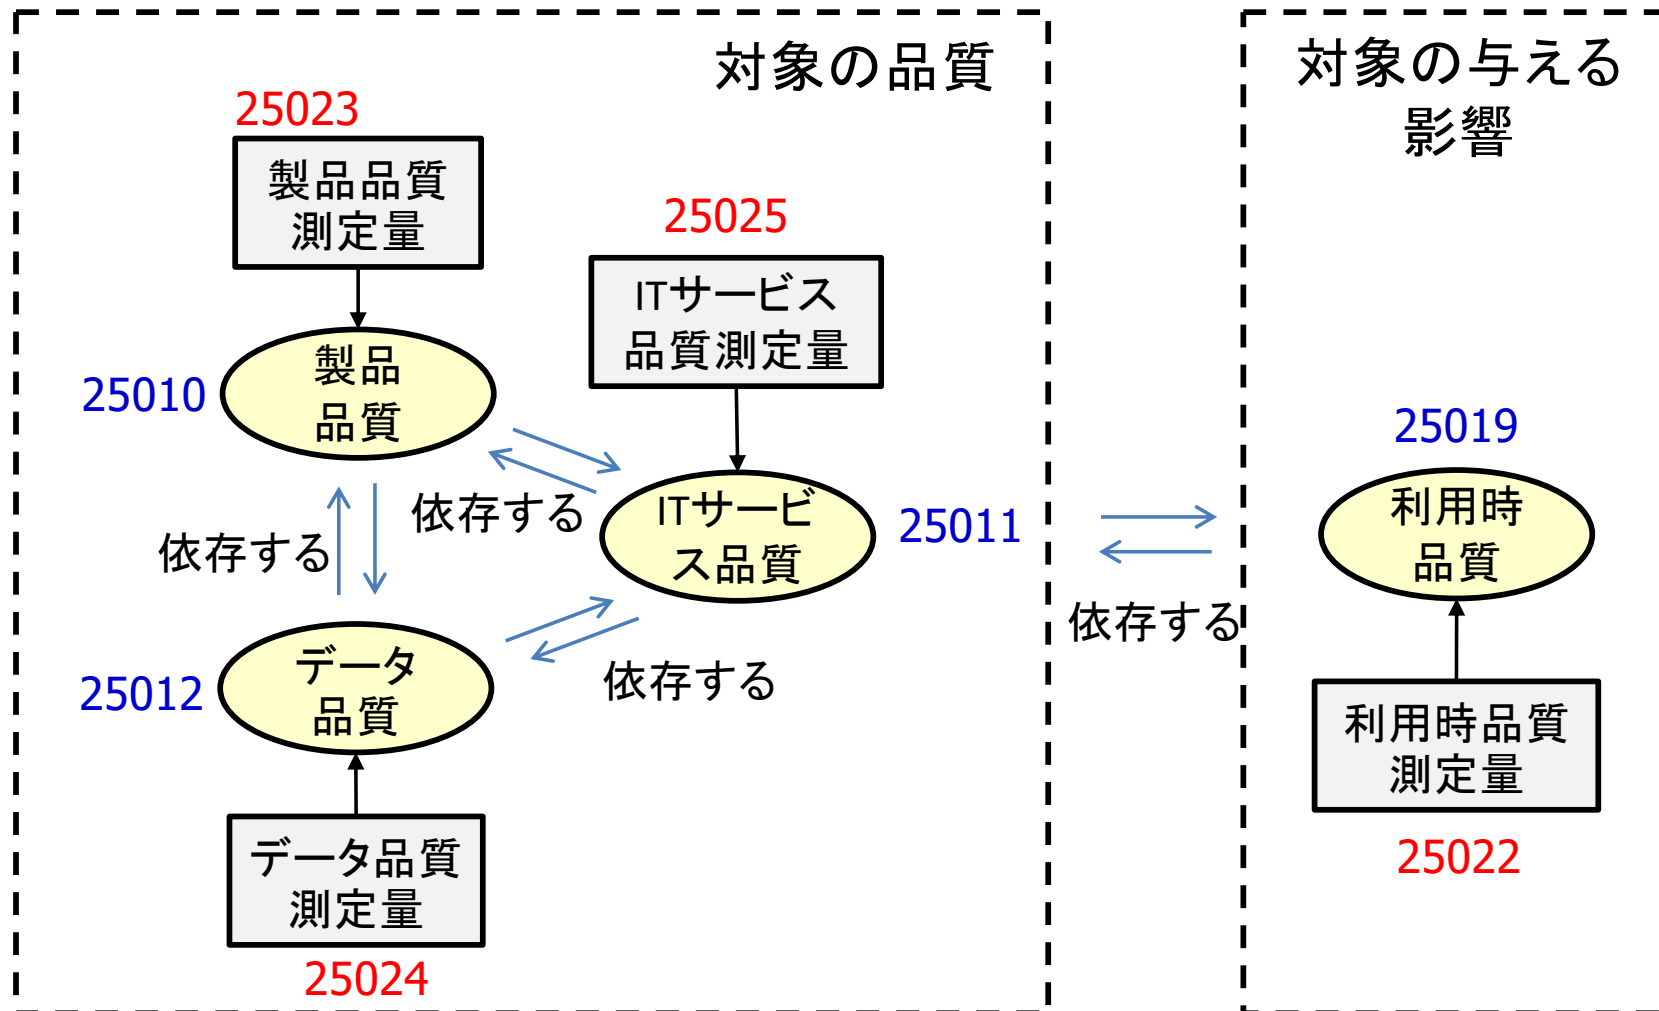 対象の品質
25023
製品品質
測定量
25025
ITサービス
品質測定量
25010
製品
品質
依存する
依存する
ITサービ
ス品質
25011
25012
データ
品質
依存する
データ品質
測定量
25024
依存する
対象の与える
影響
25019
利用時
品質
利用時品質
測定量
25022